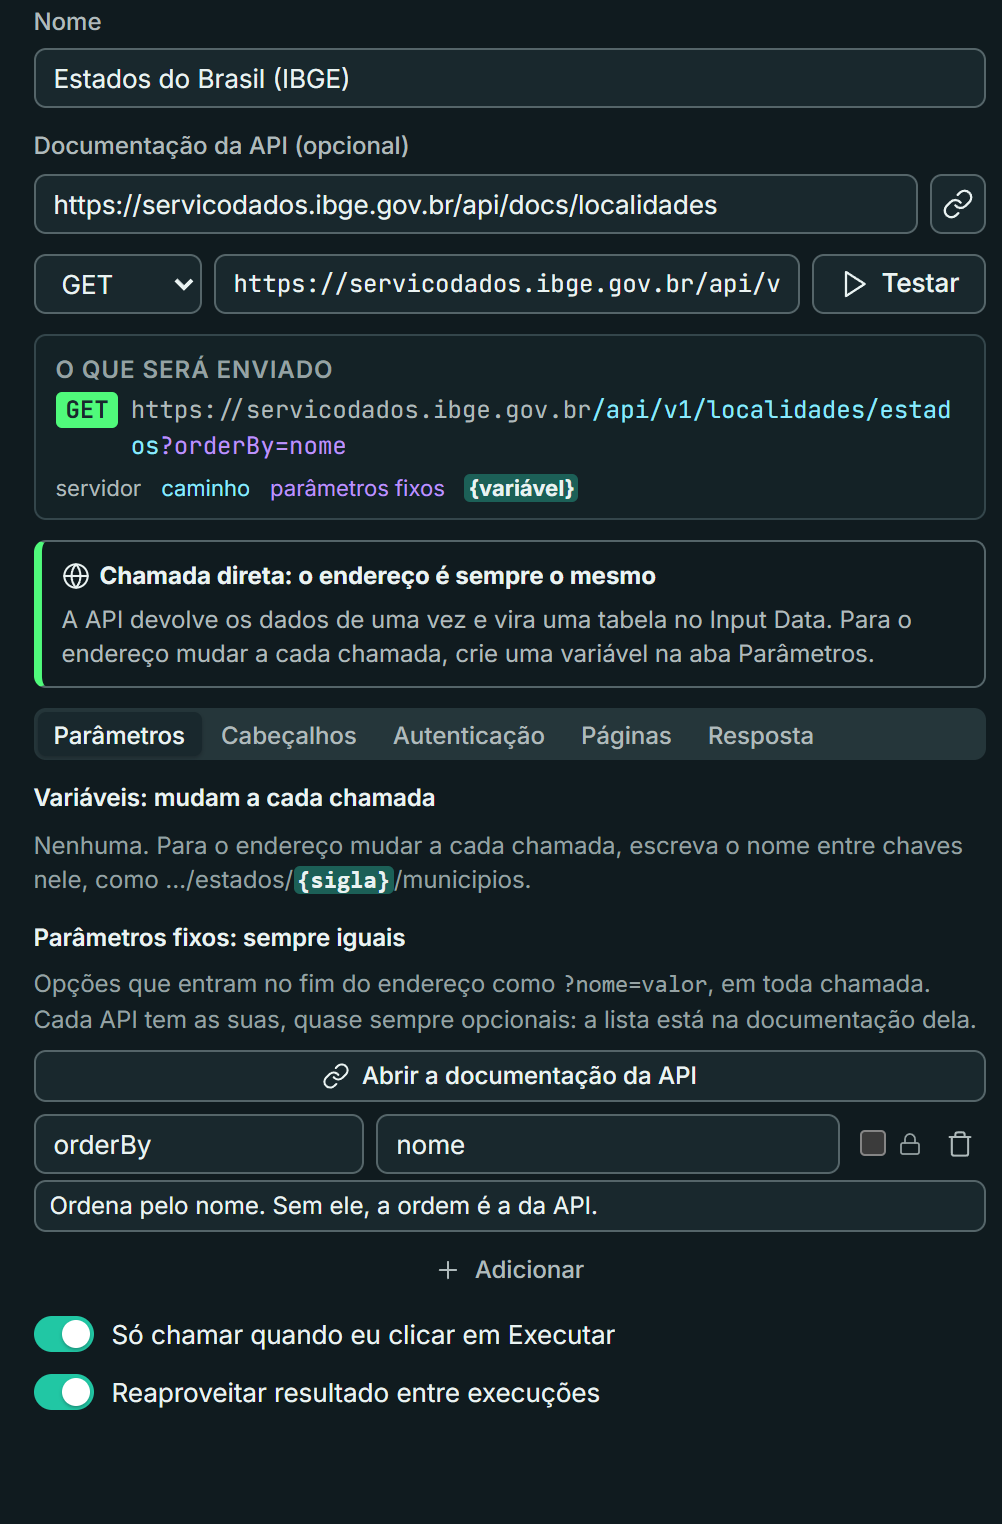 Nome
Estados do Brasil (IBGE)
Documentação da API (opcional)
https://servicodados.ibge.gov.br/api/docs/localidades
GET https://servicodados.ibge.gov.br/api/v Testar
O QUE SERÁ ENVIADO
GET https://servicodados.ibge.gov.br/api/v1/localidades/estad
os?orderBy=nome
servidor caminho parâmetros fixos {variável}
Chamada direta: o endereço é sempre o mesmo
A API devolve os dados de uma vez e vira uma tabela no Input Data. Para o
endereço mudar a cada chamada, crie uma variável na aba Parâmetros.
Parâmetros Cabeçalhos Autenticação Páginas Resposta
Variáveis: mudam a cada chamada
Nenhuma. Para o endereço mudar a cada chamada, escreva o nome entre chaves
nele, como .../estados/{sigla}/municipios.
Parâmetros fixos: sempre iguais
Opções que entram no fim do endereço como ?nome=valor, em toda chamada.
Cada API tem as suas, quase sempre opcionais: a lista está na documentação dela.
Abrir a documentação da API
orderBy nome
Ordena pelo nome. Sem ele, a ordem é a da API.
+ Adicionar
Só chamar quando eu clicar em Executar
Reaproveitar resultado entre execuções